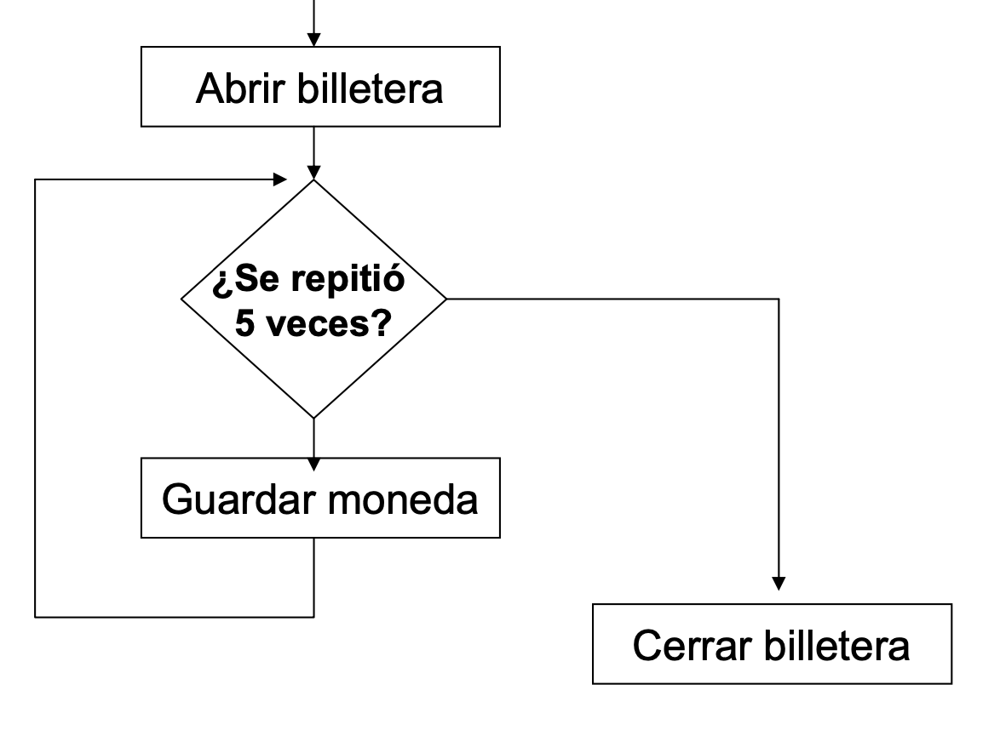 Abrir billetera
¿Se repitió
5 veces?
Guardar moneda
Cerrar billetera